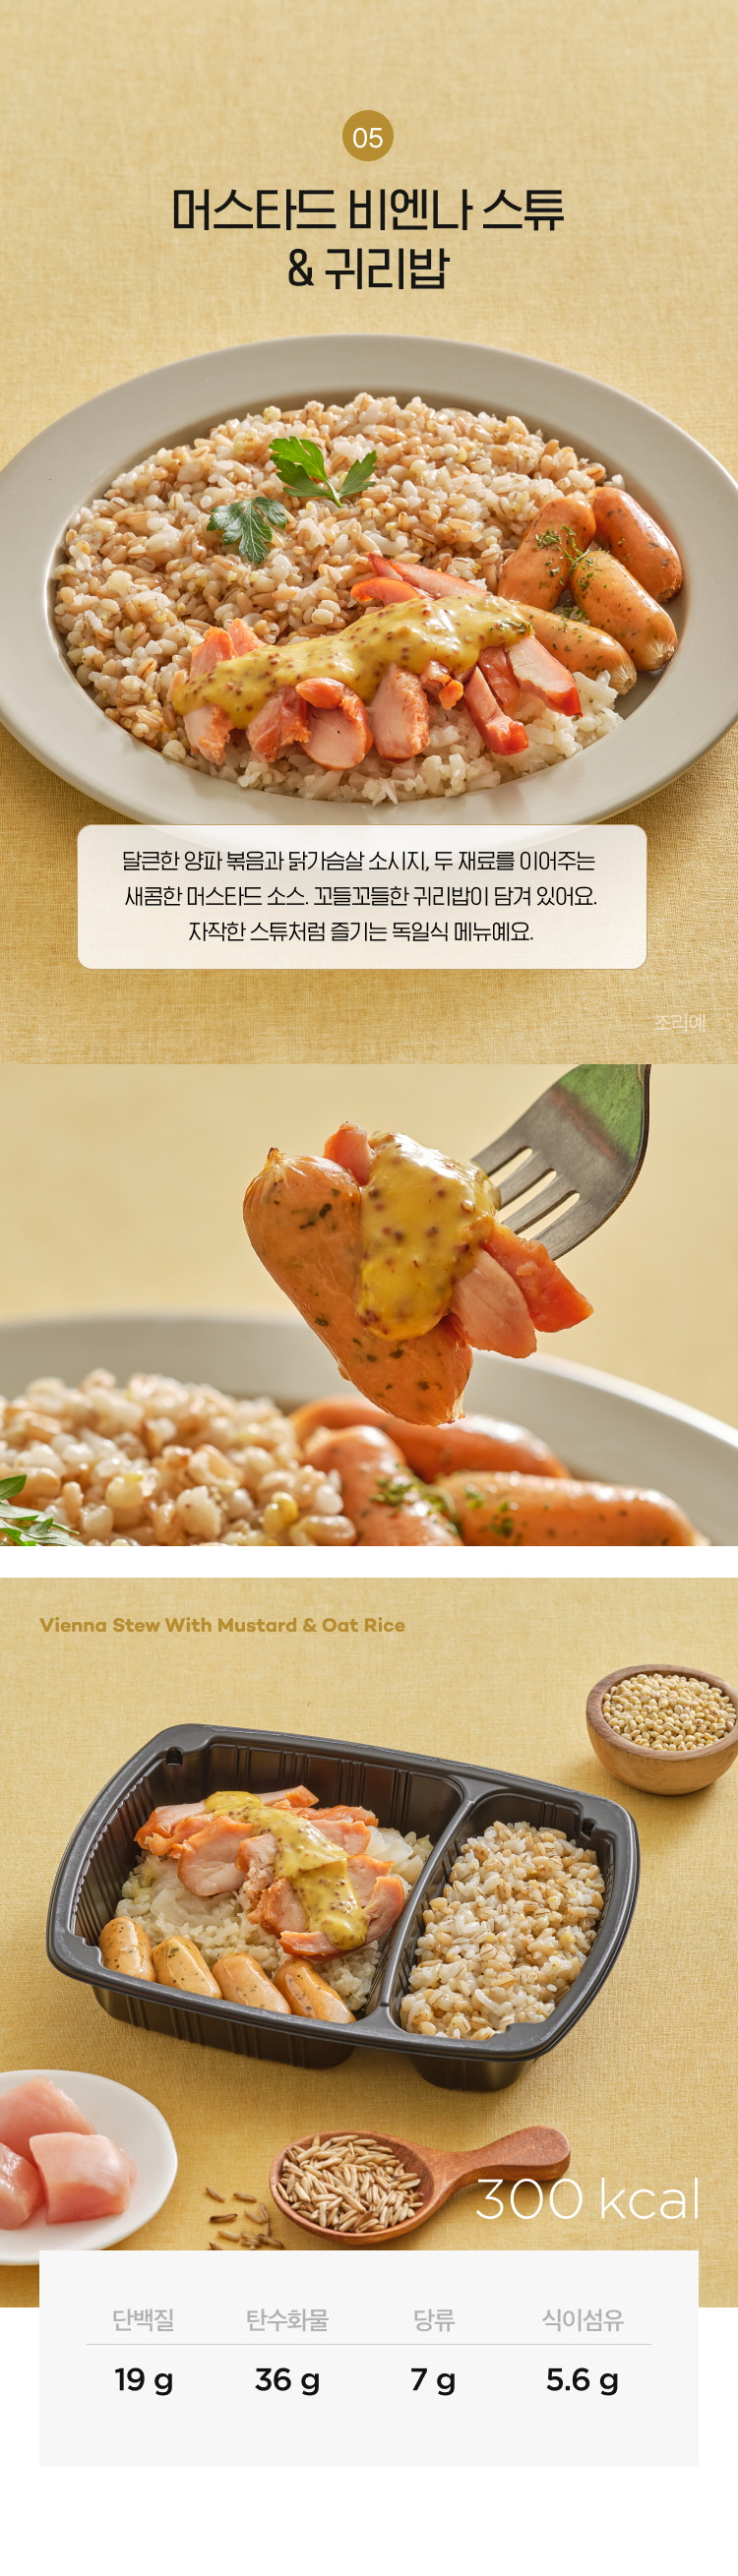 05
머스타드 비엔나 스튜
& 귀리밥
달큰한 양파 볶음과 닭가슴살 소시지, 두 재료를 이어주는
새콤한 머스타드 소스. 꼬들꼬들한 귀리밥이 담겨 있어요.
자작한 스튜처럼 즐기는 독일식 메뉴예요.
조리예
Vienna Stew With Mustard & Oat Rice
300 kcal
단백질 탄수화물 당류 식이섬유
19 g 36 g 7 g 5.6 g